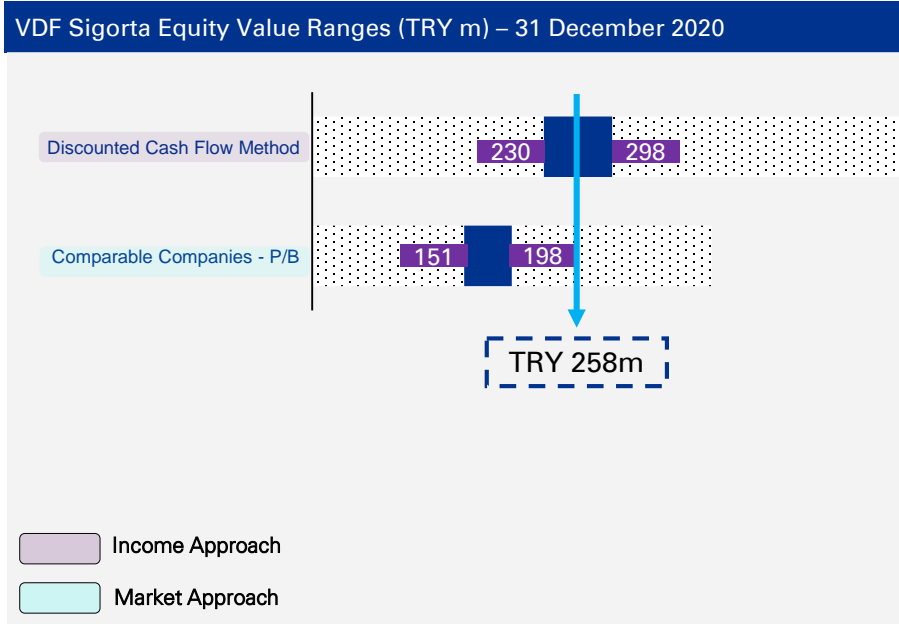 VDF Sigorta Equity Value Ranges (TRY m) – 31 December 2020
Discounted Cash Flow Method
230
298
Comparable Companies - P/B
151
198
TRY 258m
Income Approach
Market Approach